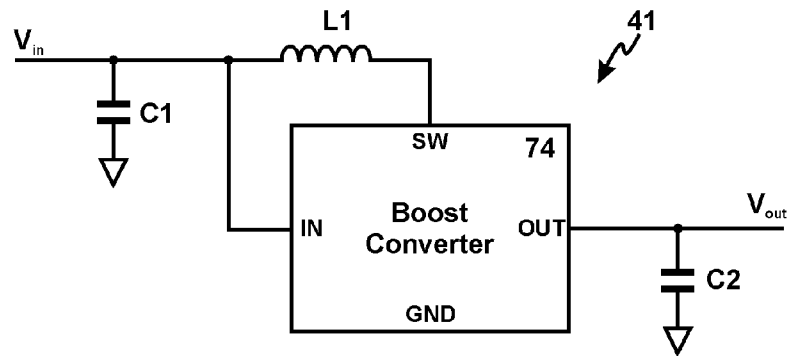 L1
41
Vin
C1
SW
74
Boost
Converter
IN
OUT
Vout
C2
GND